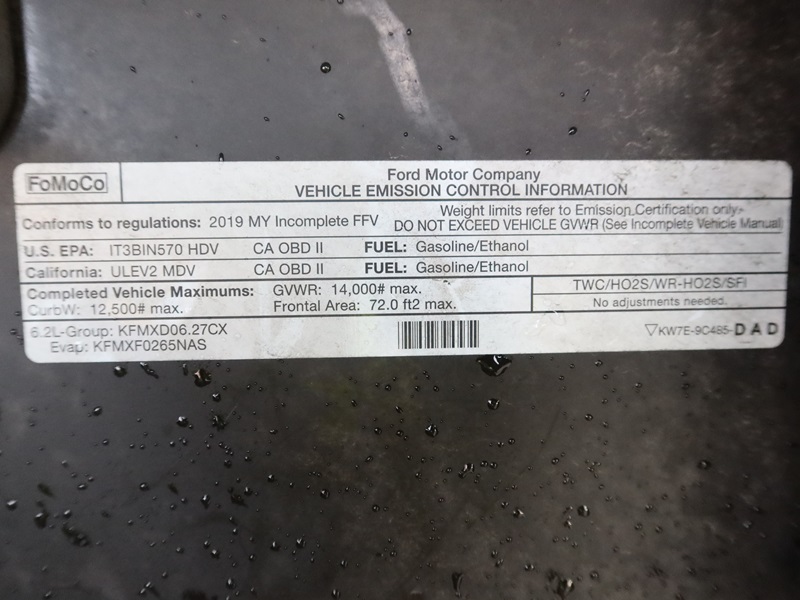 FoMoCo
Ford Motor Company
VEHICLE EMISSION CONTROL INFORMATION
Conforms to regulations: 2019 MY Incomplete FFV
Weight limits refer to Emission Certification only.
DO NOT EXCEED VEHICLE GVWR (See Incomplete Vehicle Manual)
U.S. EPA: IT3BIN570 HDV CA OBD II FUEL: Gasoline/Ethanol
California: ULEV2 MDV CA OBD II FUEL: Gasoline/Ethanol
Completed Vehicle Maximums: GVWR: 14,000# max.
CurbW: 12,500# max. Frontal Area: 72.0 ft2 max.
TWC/HO2S/WR-HO2S/SFI
No adjustments needed.
6.2L-Group: KFMXD06.27CX
Evap: KFMXF0265NAS
▽KW7E-9C485-DAD